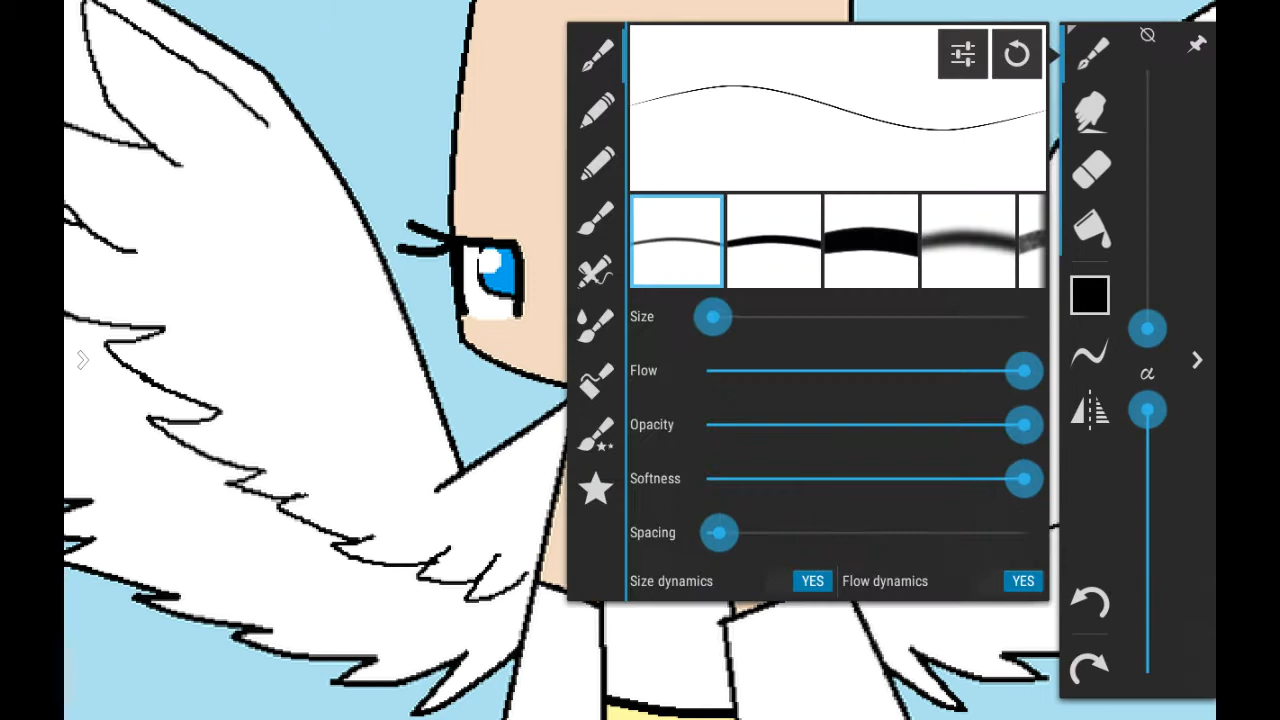 Size
Flow
Opacity
Softness
Spacing
Size dynamics YES Flow dynamics YES
α